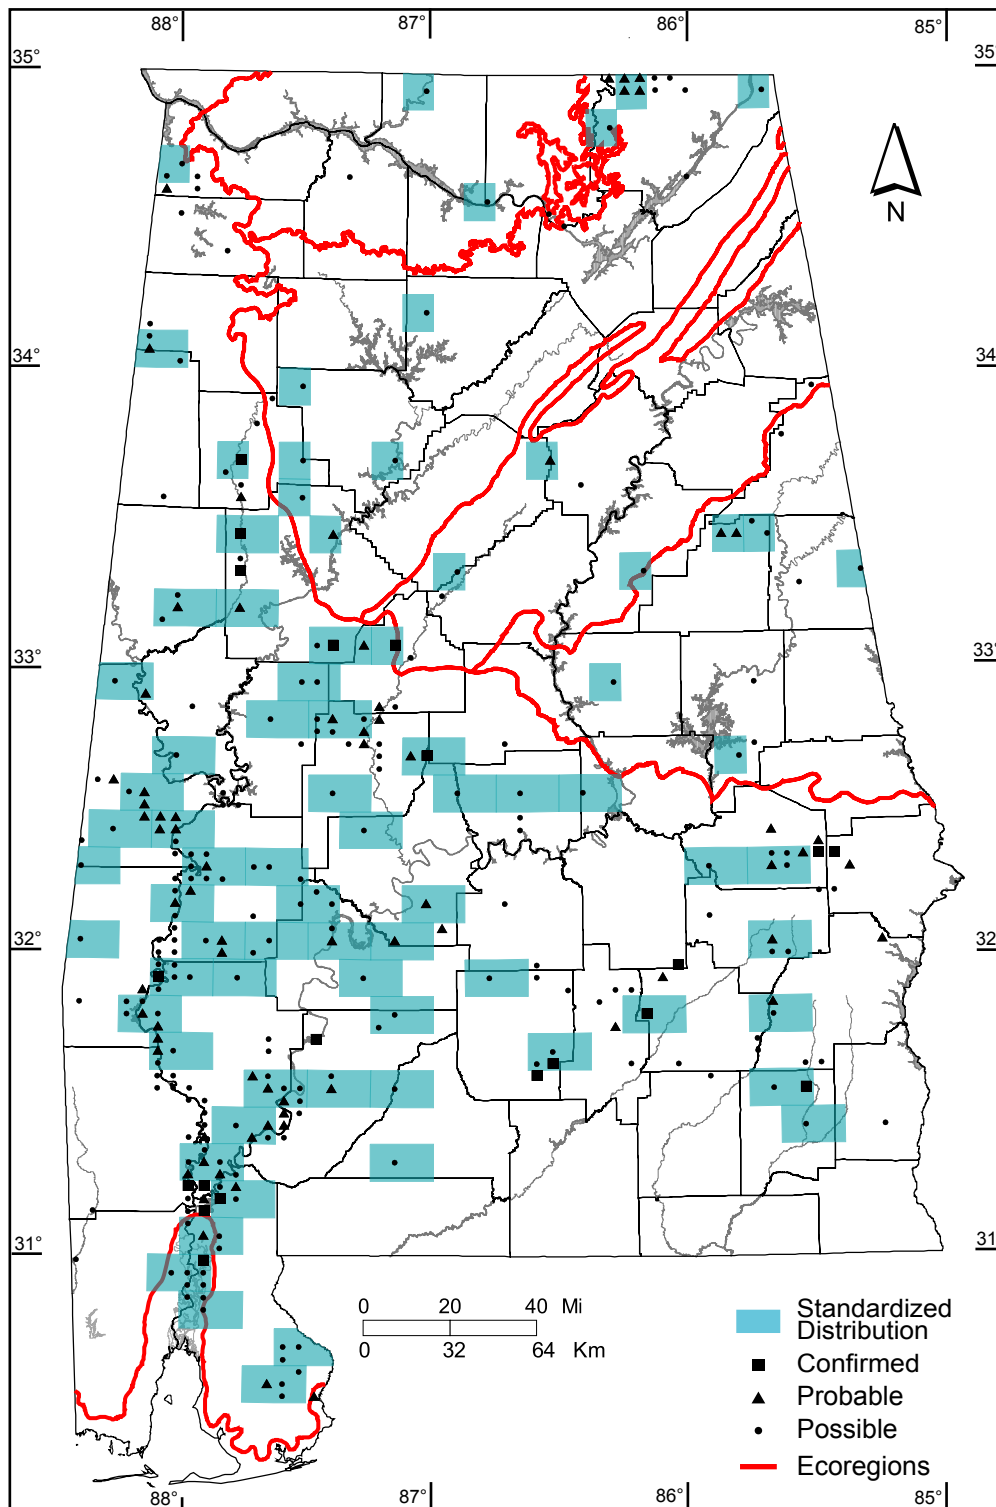 88° 87° 86° 85°
35° 35°
N
34° 34
33° 33°
32° 32
31° 31
0 20 40 Mi
0 32 64 Km
Standardized
Distribution
Confirmed
Probable
Possible
Ecoregions
88° 87° 86° 85°